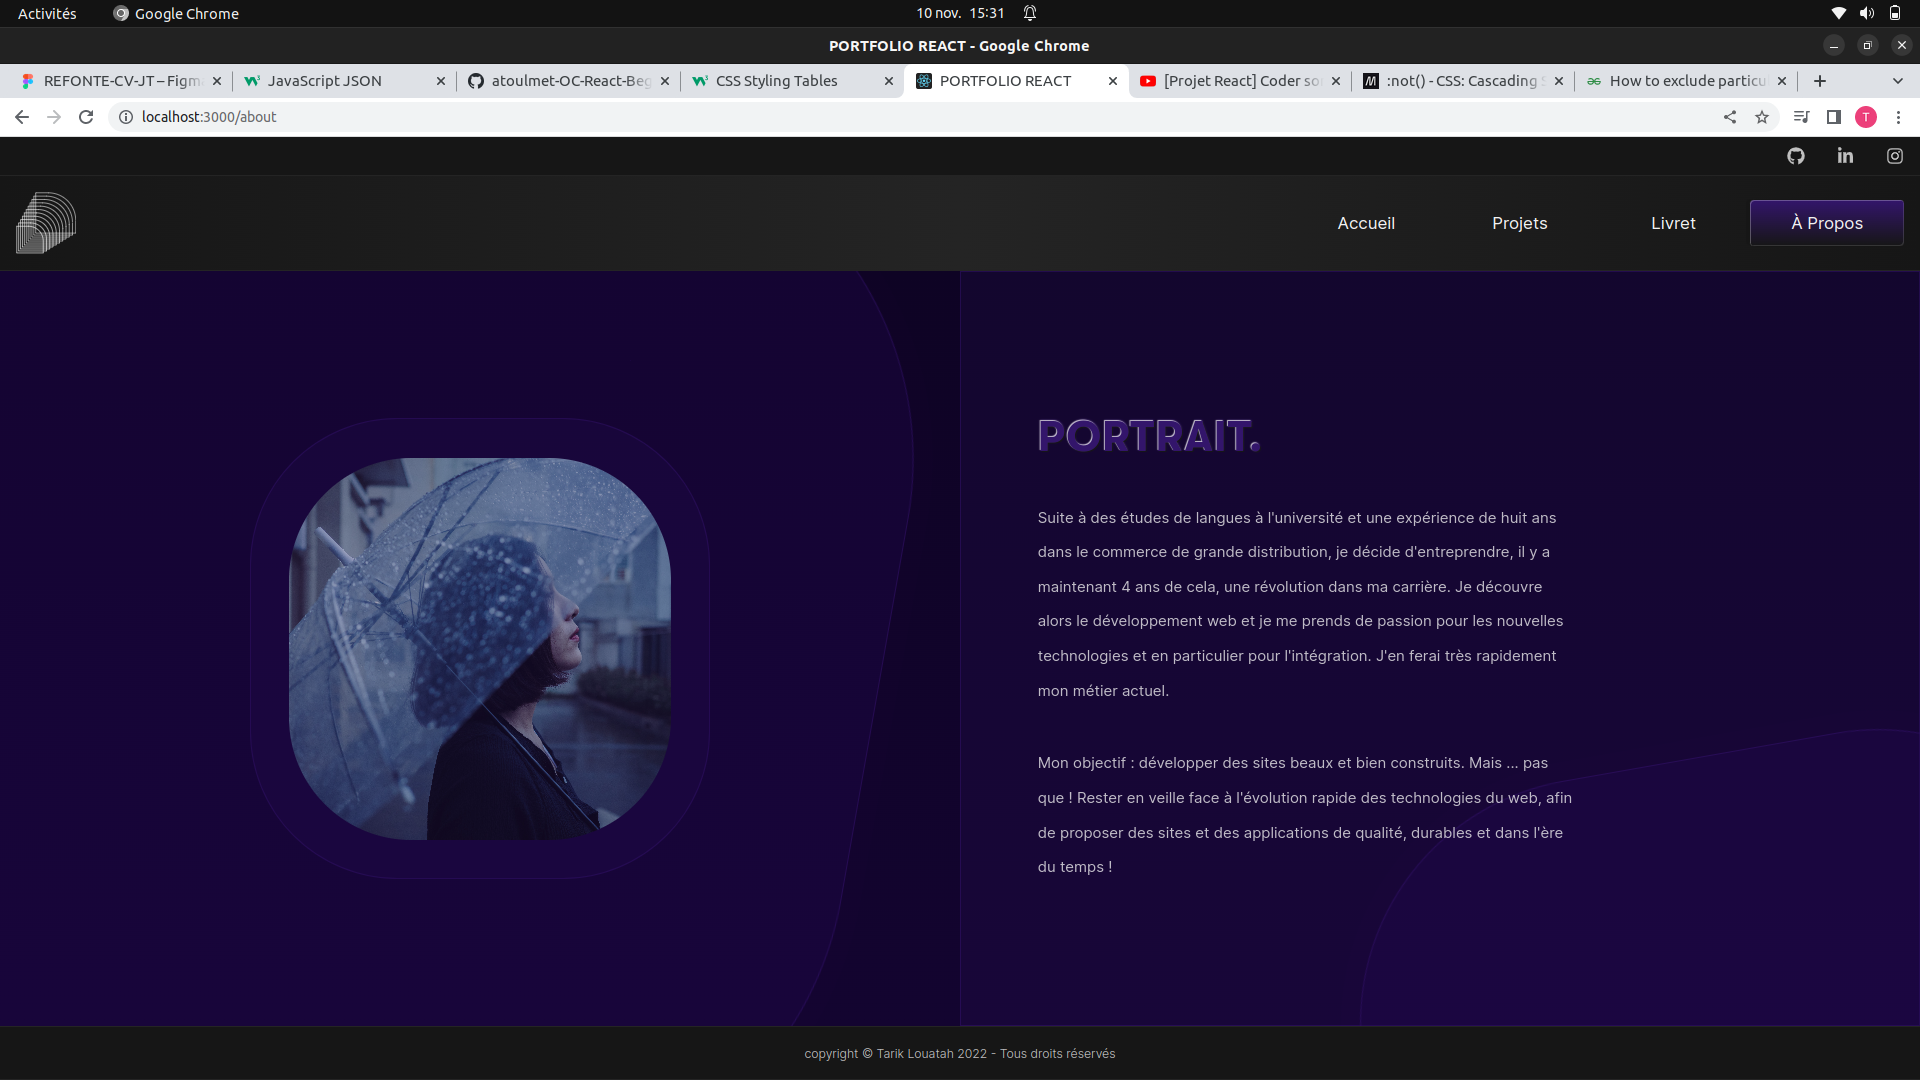 Activités
Google Chrome
10 nov. 15:31
PORTFOLIO REACT - Google Chrome
REFONTE-CV-JT – Figm
JavaScript JSON
atoulmet-OC-React-Beg
CSS Styling Tables
PORTFOLIO REACT
[Projet React] Coder so
:not() - CSS: Cascading S
How to exclude particul
localhost:3000/about
T
Accueil
Projets
Livret
À Propos
PORTRAIT.
Suite à des études de langues à l'université et une expérience de huit ans
dans le commerce de grande distribution, je décide d'entreprendre, il y a
maintenant 4 ans de cela, une révolution dans ma carrière. Je découvre
alors le développement web et je me prends de passion pour les nouvelles
technologies et en particulier pour l'intégration. J'en ferai très rapidement
mon métier actuel.
Mon objectif : développer des sites beaux et bien construits. Mais ... pas
que ! Rester en veille face à l'évolution rapide des technologies du web, afin
de proposer des sites et des applications de qualité, durables et dans l'ère
du temps !
copyright © Tarik Louatah 2022 - Tous droits réservés